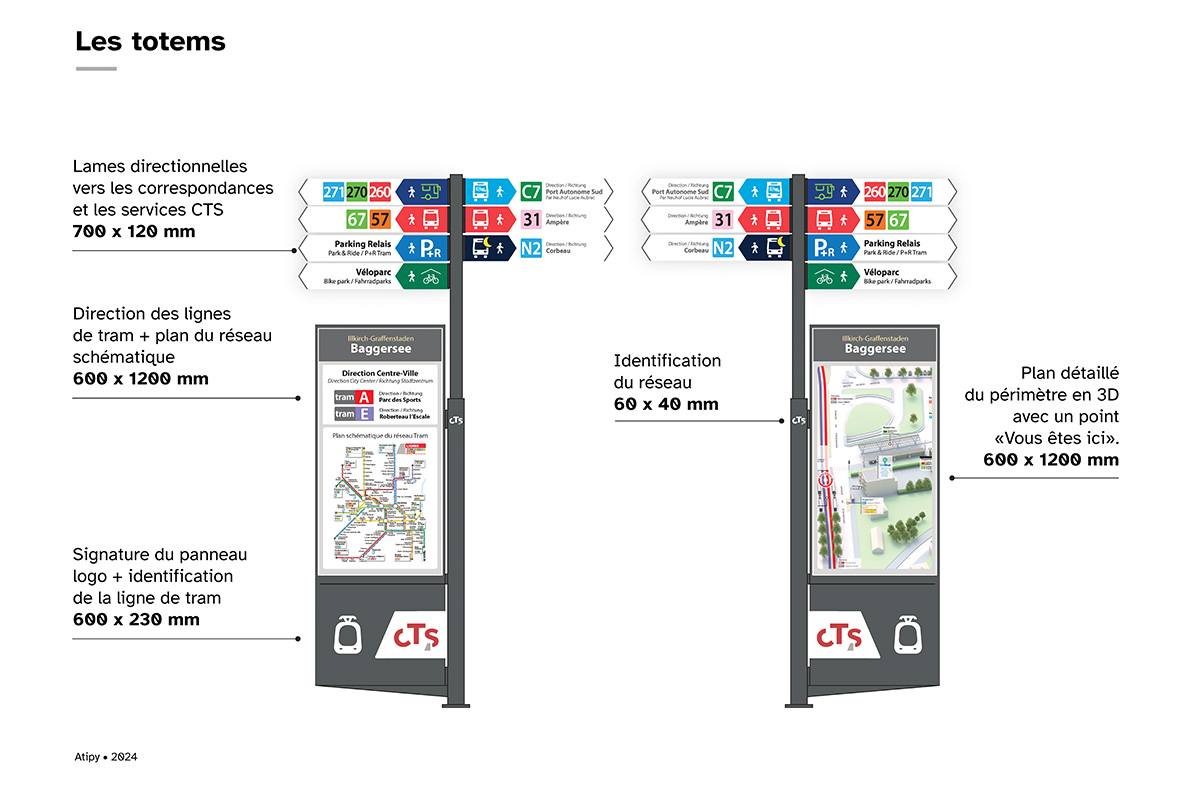 Les totems
Lames directionnelles
vers les correspondances
et les services CTS
700 x 120 mm
Direction des lignes
de tram + plan du réseau
schématique
600 x 1200 mm
Signature du panneau
logo + identification
de la ligne de tram
600 x 230 mm
271 270 260
67 57
Parking Relais
Park & Ride / P+R Tram
P+R
Véloparc
Bike park / Fahrradparks
C7
Direction / Richtung
Port Autonome Sud
Par Neuhof Lucie Aubrac
31
Direction / Richtung
Ampère
N2
Direction / Richtung
Corbeau
Illkirch-Graffenstaden
Baggersee
Direction Centre-Ville
Direction City Center / Richtung Stadtzentrum
tram A
Direction / Richtung
Parc des Sports
tram E
Direction / Richtung
Roberteau l'Escale
Plan schématique du réseau Tram
CTS
CTS
Identification
du réseau
60 x 40 mm
Direction / Richtung
Port Autonome Sud
Par Neuhof Lucie Aubrac
C7
Direction / Richtung
Ampère
31
Direction / Richtung
Corbeau
N2
260 270 271
57 67
P+R
Parking Relais
Park & Ride / P+R Tram
Véloparc
Bike park / Fahrradparks
Illkirch-Graffenstaden
Baggersee
CTS
CTS
Plan détaillé
du périmètre en 3D
avec un point
«Vous êtes ici».
600 x 1200 mm
Atipy • 2024